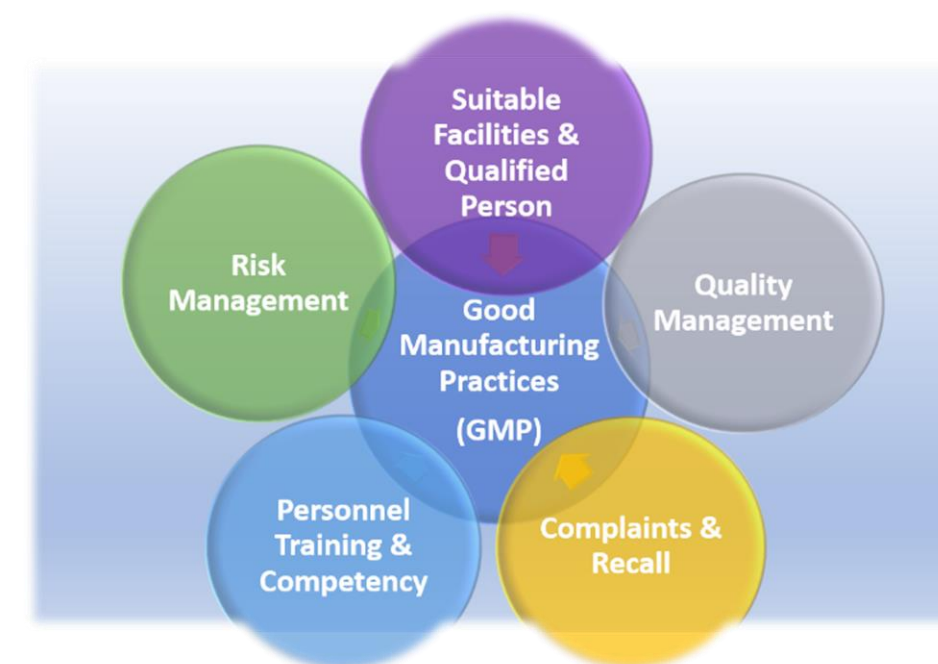 Suitable
Facilities &
Qualified
Person
Risk
Management
Quality
Management
Good
Manufacturing
Practices
(GMP)
Personnel
Training &
Competency
Complaints &
Recall